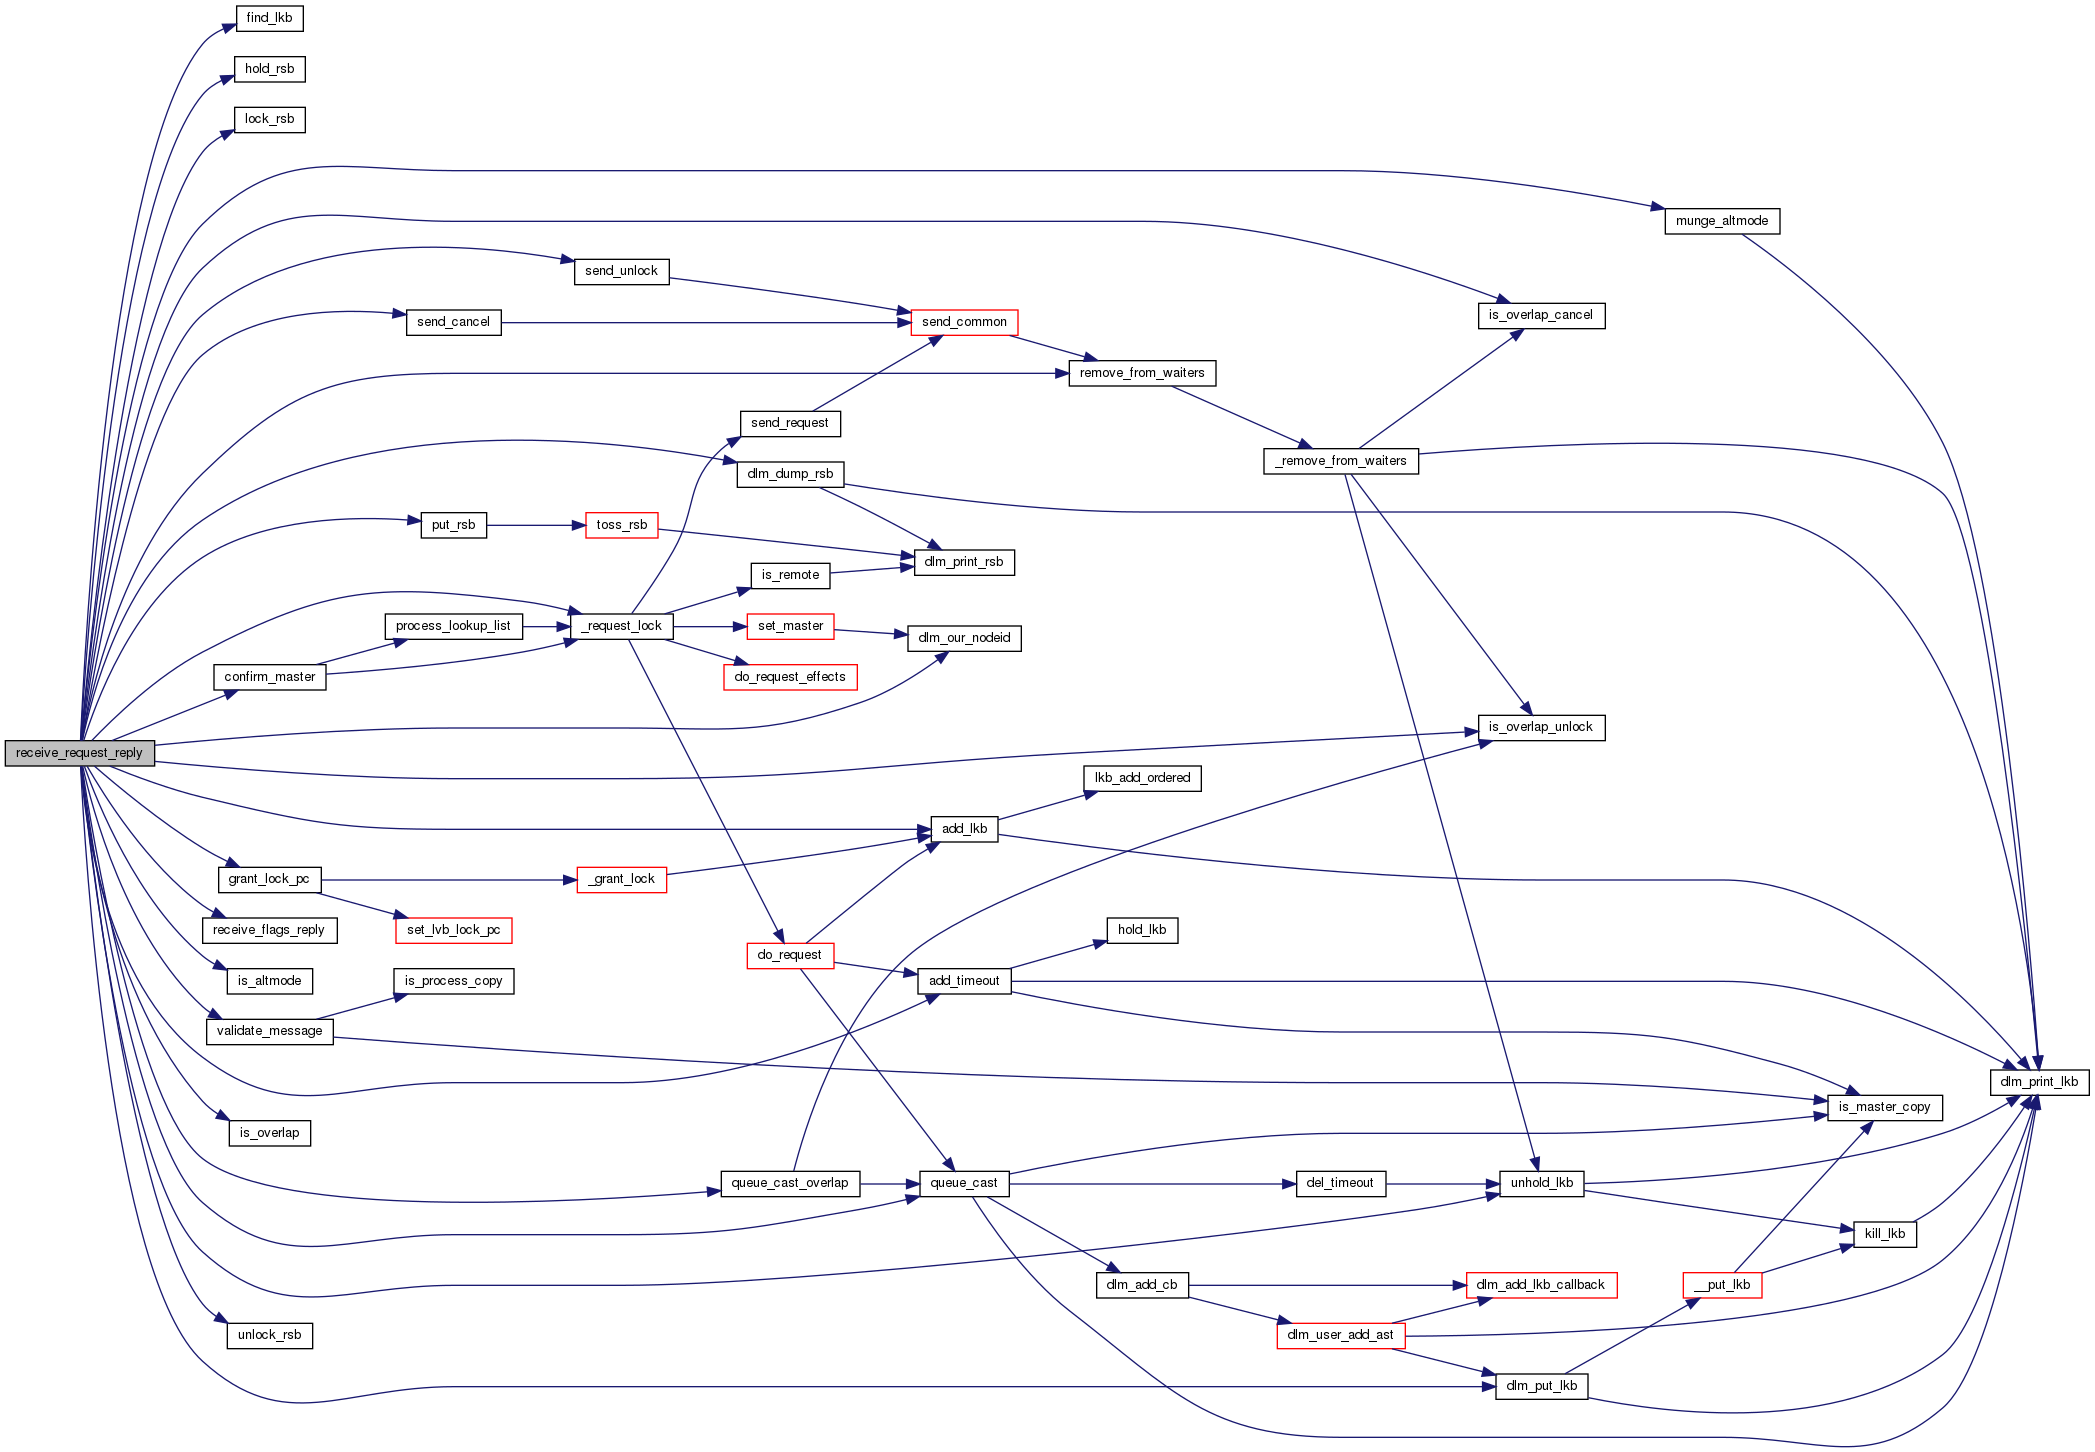 find_lkb
hold_rsb
lock_rsb
munge_altmode
send_unlock
is_overlap_cancel
send_cancel
send_common
remove_from_waiters
send_request
_remove_from_waiters
dlm_dump_rsb
put_rsb
toss_rsb
dlm_print_rsb
is_remote
process_lookup_list
_request_lock
set_master
dlm_our_nodeid
confirm_master
do_request_effects
is_overlap_unlock
receive_request_reply
lkb_add_ordered
add_lkb
grant_lock_pc
_grant_lock
receive_flags_reply
set_lvb_lock_pc
hold_lkb
do_request
is_altmode
is_process_copy
add_timeout
validate_message
dlm_print_lkb
is_master_copy
is_overlap
queue_cast_overlap
queue_cast
del_timeout
unhold_lkb
kill_lkb
dlm_add_cb
dlm_add_lkb_callback
__put_lkb
unlock_rsb
dlm_user_add_ast
dlm_put_lkb